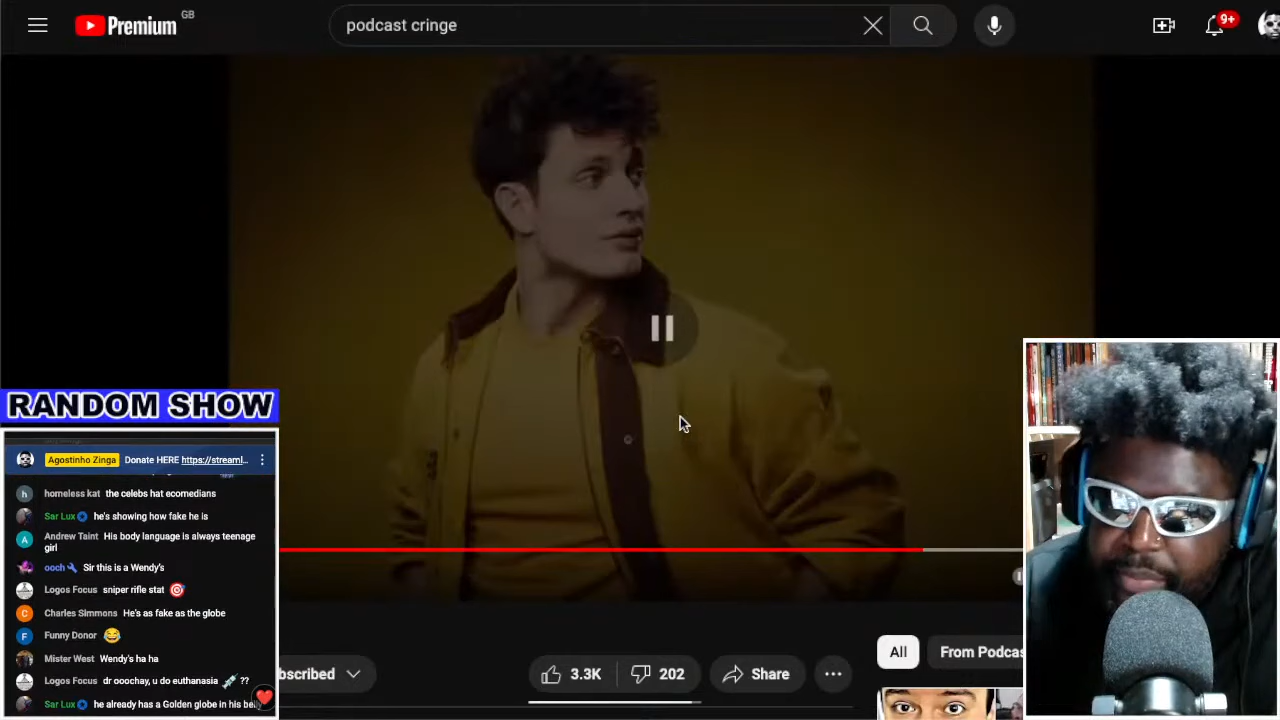 Premium GB
podcast cringe
9+
RANDOM SHOW
Agostinho Zinga Donate HERE https://streaml...
h homeless kat the celebs hat ecomedians
Sar Lux he's showing how fake he is
A Andrew Taint His body language is always teenage
girl
ooch Sir this is a Wendy's
Logos Focus sniper rifle stat
C Charles Simmons He's as fake as the globe
F Funny Donor
Mister West Wendy's ha ha
Logos Focus dr ooochay, u do euthanasia ??
Sar Lux he already has a Golden globe in his be
bscribed
3.3K
202
Share
All
From Podcas